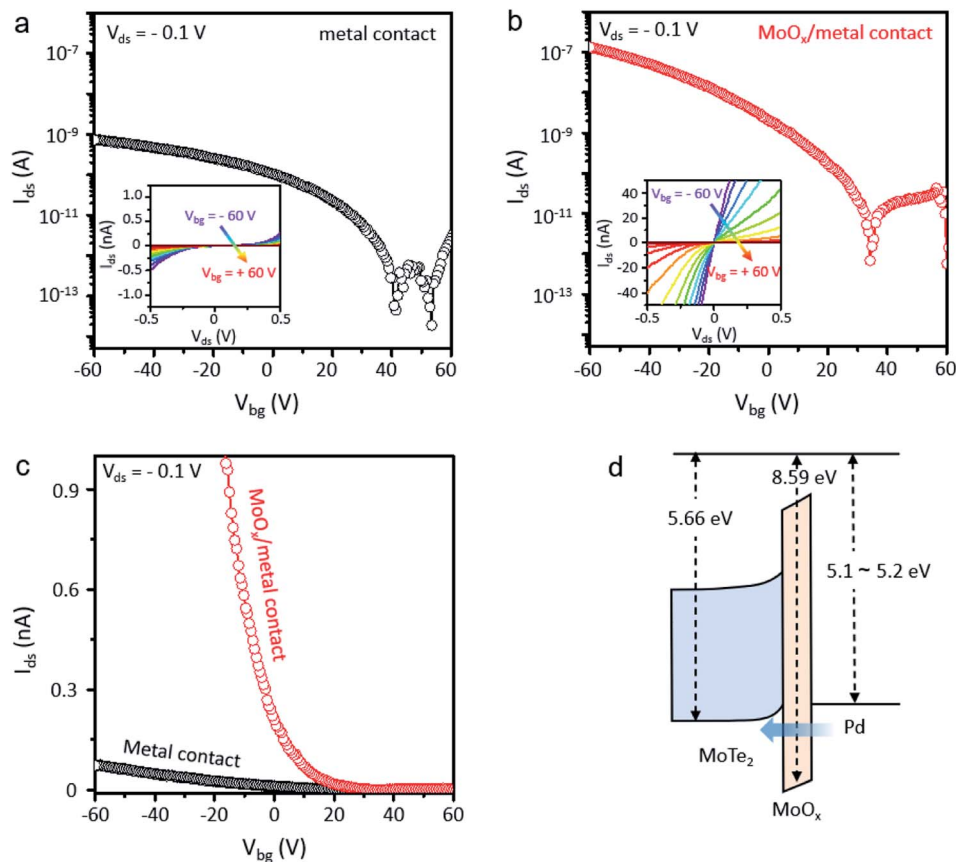 a
V_ds = - 0.1 V
metal contact
10^-7
10^-9
10^-11
10^-13
I_ds (A)
1.0
0.5
0
-0.5
-1.0
I_ds (nA)
V_bg = - 60 V
V_bg = + 60 V
-0.5 0 0.5
V_ds (V)
-60 -40 -20 0 20 40 60
V_bg (V)
b
V_ds = - 0.1 V
MoO_x/metal contact
10^-7
10^-9
10^-11
10^-13
I_ds (A)
40
20
0
-20
-40
I_ds (nA)
V_bg = - 60 V
V_bg = + 60 V
-0.5 0 0.5
V_ds (V)
-60 -40 -20 0 20 40 60
V_bg (V)
c
V_ds = - 0.1 V
0.9
0.6
0.3
0
I_ds (nA)
MoO_x/metal contact
Metal contact
-60 -40 -20 0 20 40 60
V_bg (V)
d
8.59 eV
5.66 eV
5.1 ~ 5.2 eV
Pd
MoTe_2
MoO_x